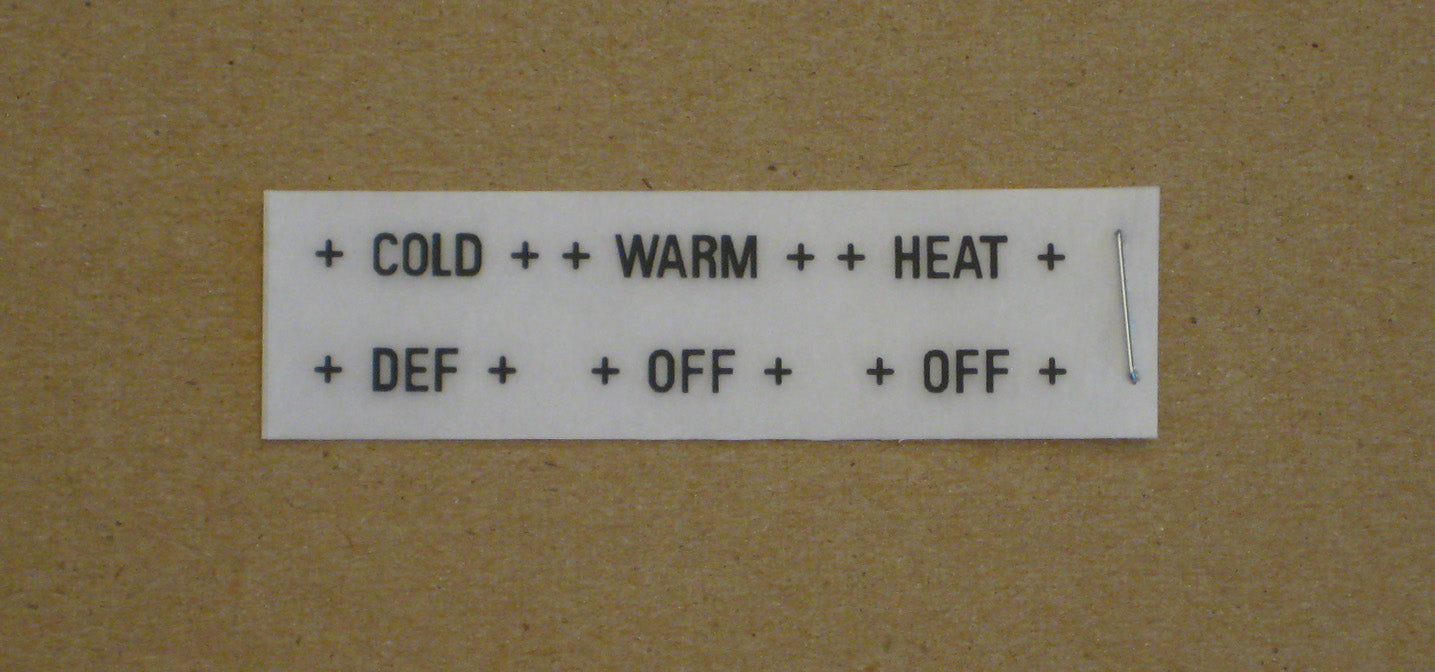 + COLD + + WARM + + HEAT +
+ DEF + + OFF + + OFF +